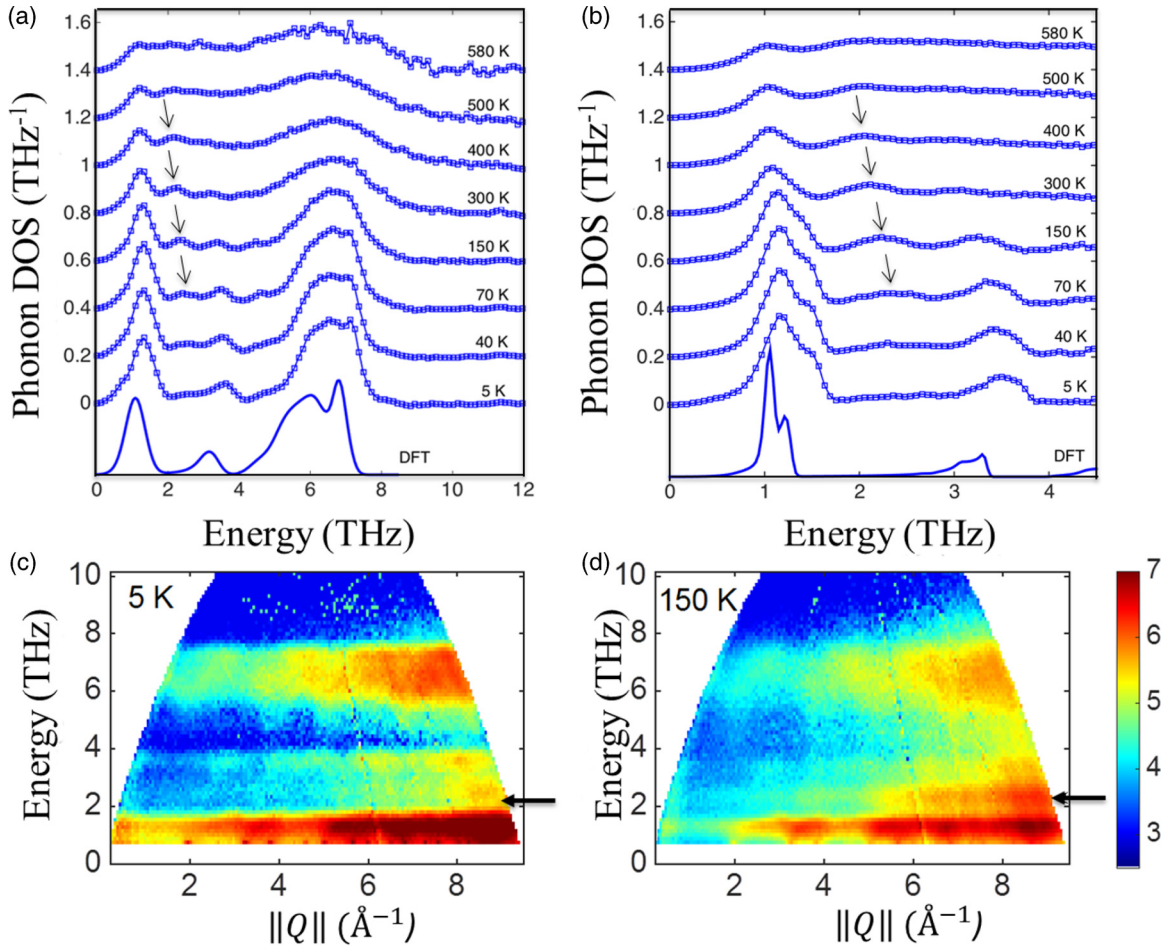 (a)
Phonon DOS (THz⁻¹)
1.6
1.4
1.2
1
0.8
0.6
0.4
0.2
0
580 K
500 K
400 K
300 K
150 K
70 K
40 K
5 K
DFT
0 2 4 6 8 10 12
Energy (THz)
(b)
Phonon DOS (THz⁻¹)
1.6
1.4
1.2
1
0.8
0.6
0.4
0.2
0
580 K
500 K
400 K
300 K
150 K
70 K
40 K
5 K
DFT
0 1 2 3 4
Energy (THz)
(c)
5 K
Energy (THz)
10
8
6
4
2
0
2 4 6 8
‖Q‖ (Å⁻¹)
(d)
150 K
Energy (THz)
10
8
6
4
2
0
2 4 6 8
‖Q‖ (Å⁻¹)
7
6
5
4
3